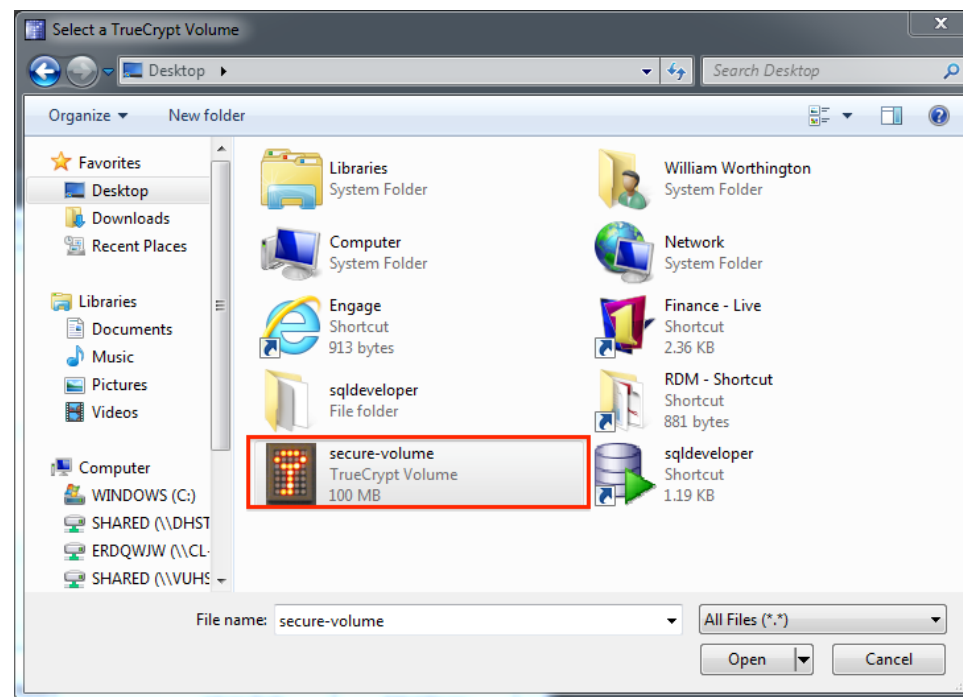 Select a TrueCrypt Volume
X
Desktop
Search Desktop
Organize
New folder
?
Favorites
Desktop
Downloads
Recent Places
Libraries
Documents
Music
Pictures
Videos
Computer
WINDOWS (C:)
SHARED (\\DHST
ERDQWJW (\\CL-
SHARED (\\VUHS
Libraries
System Folder
William Worthington
System Folder
Computer
System Folder
Network
System Folder
Engage
Shortcut
913 bytes
Finance - Live
Shortcut
2.36 KB
sqldeveloper
File folder
RDM - Shortcut
Shortcut
881 bytes
secure-volume
TrueCrypt Volume
100 MB
sqldeveloper
Shortcut
1.19 KB
File name:
secure-volume
All Files (*.*)
Open
Cancel